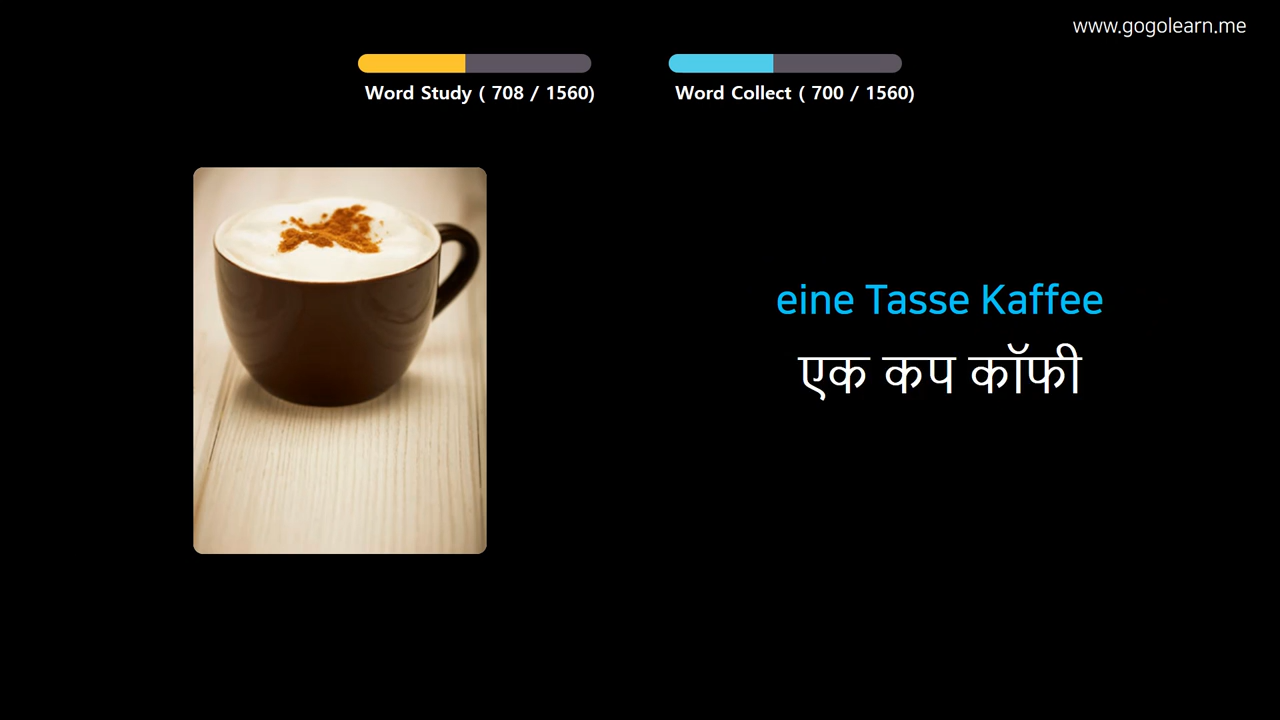 www.gogolearn.me
Word Study ( 708 / 1560)
Word Collect ( 700 / 1560)
eine Tasse Kaffee
एक कप कॉफी